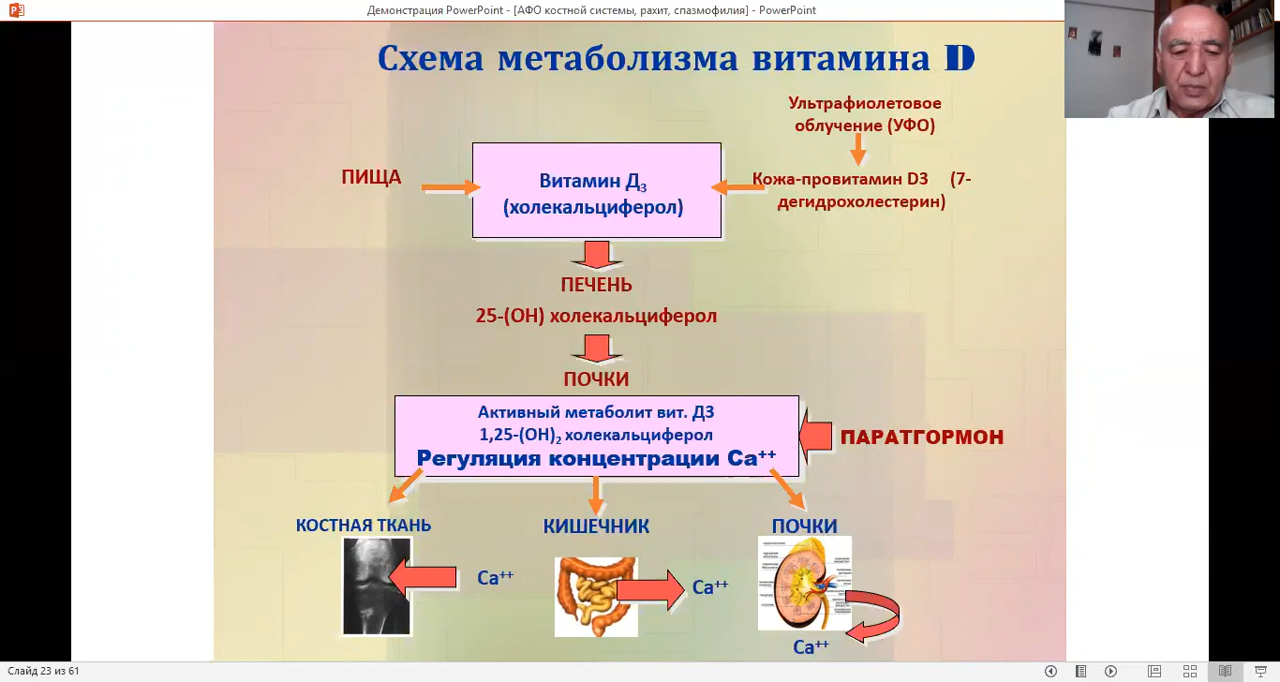 Демонстрация PowerPoint - [АФО костной системы, рахит, спазмофилия] - PowerPoint
Схема метаболизма витамина D
Ультрафиолетовое
облучение (УФО)
ПИЩА
Витамин Д3
(холекальциферол)
Кожа-провитамин D3 (7-
дегидрохолестерин)
ПЕЧЕНЬ
25-(ОН) холекальциферол
ПОЧКИ
Активный метаболит вит. Д3
1,25-(ОН)2 холекальциферол
Регуляция концентрации Са++
ПАРАТГОРМОН
КОСТНАЯ ТКАНЬ
КИШЕЧНИК
ПОЧКИ
Са++
Са++
Са++
Слайд 23 из 61